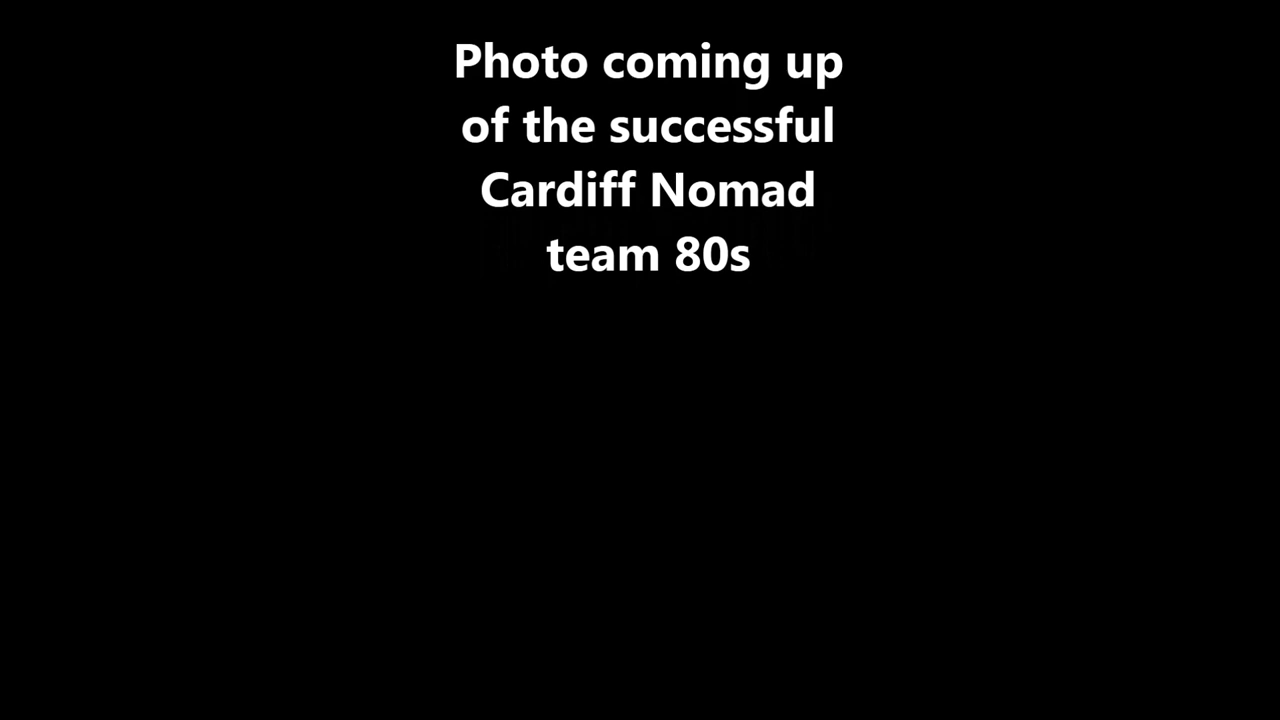 Photo coming up
of the successful
Cardiff Nomad
team 80s